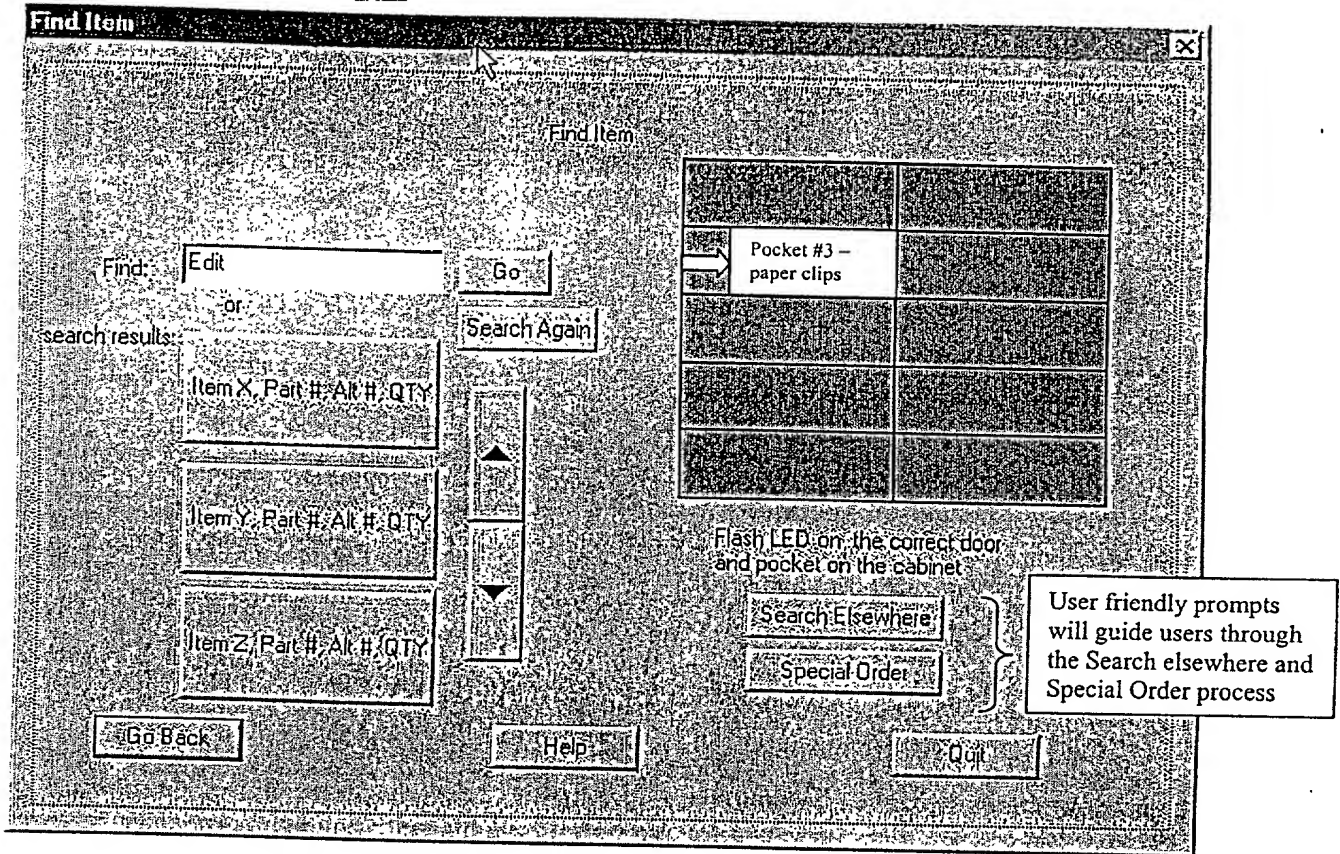 Find Item
Find Item
Pocket #3 –
paper clips
Find:
Edit
Go
-or-
Search Again
search results:
Item X, Part #, Alt #, QTY
Item Y, Part #, Alt #, QTY
Item Z, Part #, Alt #, QTY
Flash LED on the correct door
and pocket on the cabinet
Search Elsewhere
Special Order
User friendly prompts
will guide users through
the Search elsewhere and
Special Order process
Go Back
Help
Quit